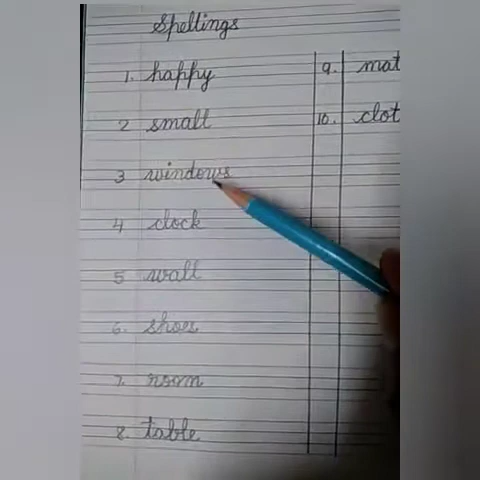 Spellings
1. happy
2 small
3 windows
4 clock
5 wall
6. shoes
7. room
8. table
9. mat
10. clot